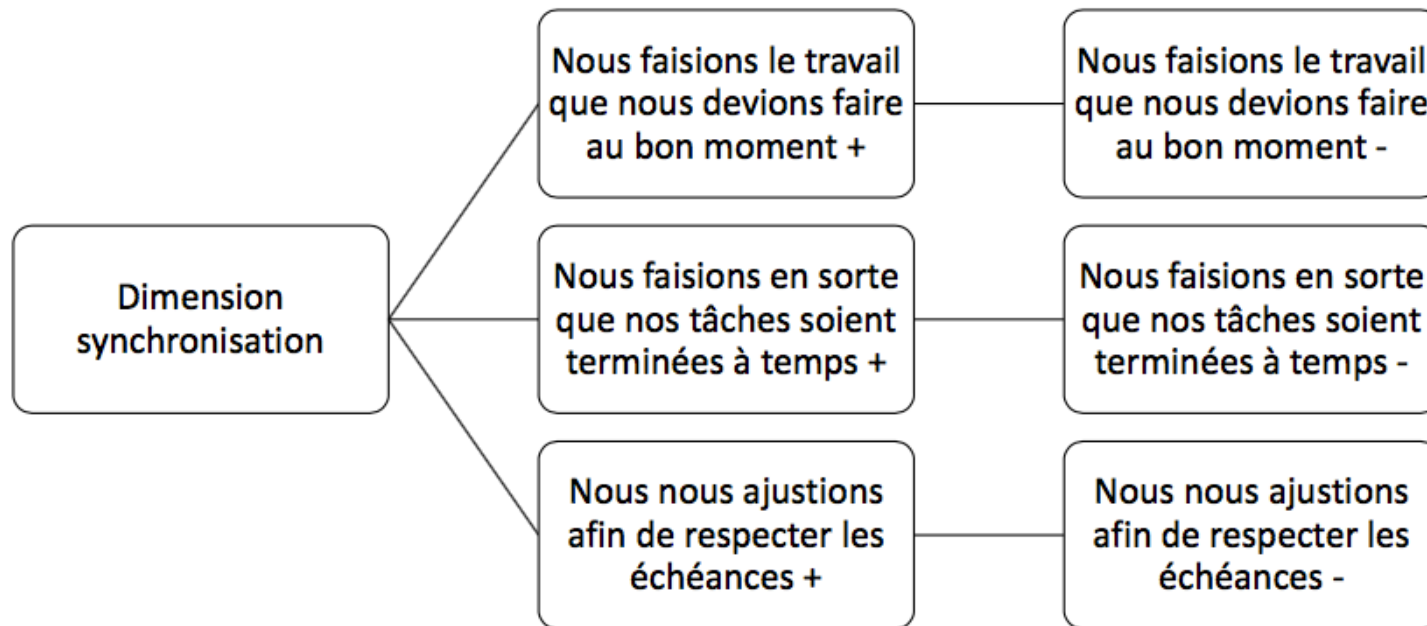 Dimension
synchronisation
Nous faisions le travail
que nous devions faire
au bon moment +
Nous faisions le travail
que nous devions faire
au bon moment -
Nous faisions en sorte
que nos tâches soient
terminées à temps +
Nous faisions en sorte
que nos tâches soient
terminées à temps -
Nous nous ajustions
afin de respecter les
échéances +
Nous nous ajustions
afin de respecter les
échéances -